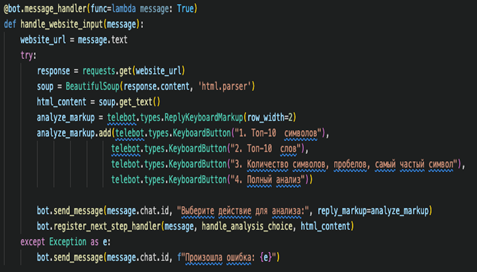 @bot.message_handler(func=lambda message: True)
def handle_website_input(message):
    website_url = message.text
    try:
        response = requests.get(website_url)
        soup = BeautifulSoup(response.content, 'html.parser')
        html_content = soup.get_text()
        analyze_markup = telebot.types.ReplyKeyboardMarkup(row_width=2)
        analyze_markup.add(telebot.types.KeyboardButton("1. Топ-10  символов"),
                           telebot.types.KeyboardButton("2. Топ-10  слов"),
                           telebot.types.KeyboardButton("3. Количество символов, пробелов, самый частый символ"),
                           telebot.types.KeyboardButton("4. Полный анализ"))

        bot.send_message(message.chat.id, "Выберите действие для анализа:", reply_markup=analyze_markup)
        bot.register_next_step_handler(message, handle_analysis_choice, html_content)
    except Exception as e:
        bot.send_message(message.chat.id, f"Произошла ошибка: {e}")